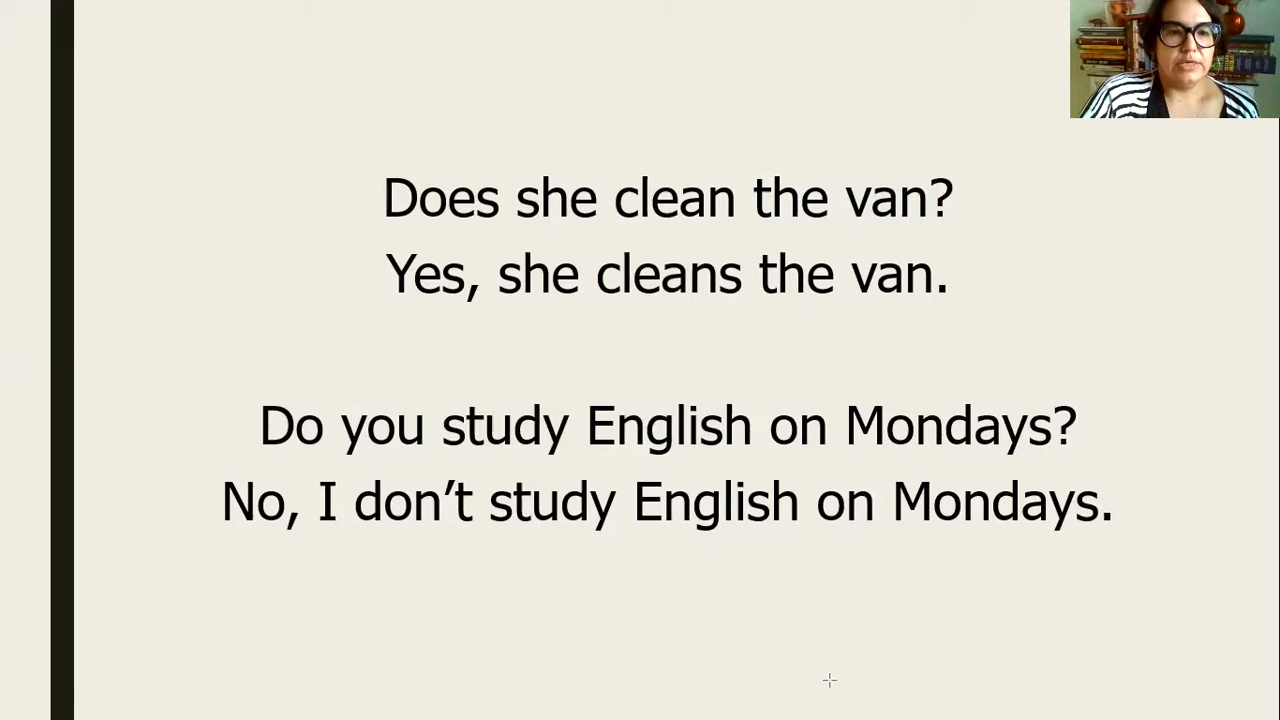 Does she clean the van?
Yes, she cleans the van.
Do you study English on Mondays?
No, I don’t study English on Mondays.